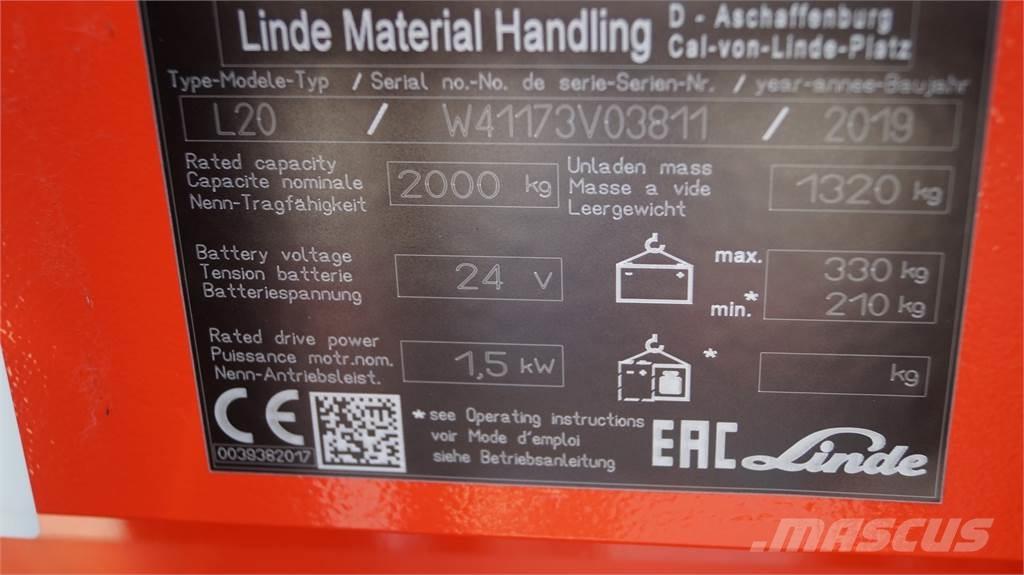 Linde Material Handling
D - Aschaffenburg
Cal-von-Linde-Platz
Type-Modele-Typ / Serial no.-No. de serie-Serien-Nr. / year-annee-Baujahr
L20 / W41173V03811 / 2019
Rated capacity
Capacite nominale
Nenn-Tragfähigkeit
2000 kg
Unladen mass
Masse a vide
Leergewicht
1320 kg
Battery voltage
Tension batterie
Batteriespannung
24 V
- +
max. 330 kg
min.* 210 kg
Rated drive power
Puissance motr.nom.
Nenn-Antriebsleist.
1,5 kW
*
kg
CE
0039382017
*see Operating instructions
voir Mode d'emploi
siehe Betriebsanleitung
EAC
Linde
MASCUS